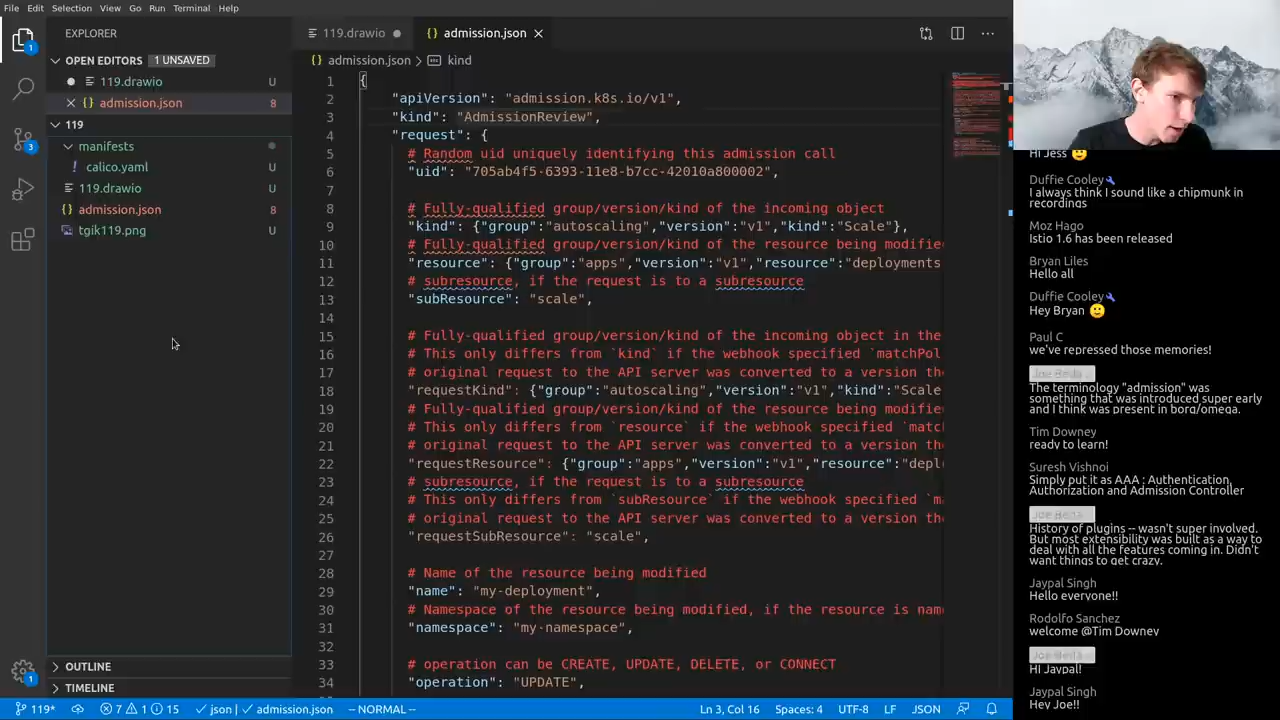 File Edit Selection View Go Run Terminal Help
EXPLORER
OPEN EDITORS 1 UNSAVED
119.drawio U
admission.json 8
119
manifests
calico.yaml U
119.drawio U
admission.json 8
tgik119.png U
OUTLINE
TIMELINE
1
3
1
119.drawio
admission.json
admission.json > kind
1 {
2 "apiVersion": "admission.k8s.io/v1",
3 "kind": "AdmissionReview",
4 "request": {
5 # Random uid uniquely identifying this admission call
6 "uid": "705ab4f5-6393-11e8-b7cc-42010a800002",
7
8 # Fully-qualified group/version/kind of the incoming object
9 "kind": {"group":"autoscaling","version":"v1","kind":"Scale"},
10 # Fully-qualified group/version/kind of the resource being modified
11 "resource": {"group":"apps","version":"v1","resource":"deployments
12 # subresource, if the request is to a subresource
13 "subResource": "scale",
14
15 # Fully-qualified group/version/kind of the incoming object in the
16 # This only differs from `kind` if the webhook specified `matchPol
17 # original request to the API server was converted to a version the
18 "requestKind": {"group":"autoscaling","version":"v1","kind":"Scale
19 # Fully-qualified group/version/kind of the resource being modified
20 # This only differs from `resource` if the webhook specified `matc
21 # original request to the API server was converted to a version the
22 "requestResource": {"group":"apps","version":"v1","resource":"depl
23 # subresource, if the request is to a subresource
24 # This only differs from `subResource` if the webhook specified `ma
25 # original request to the API server was converted to a version the
26 "requestSubResource": "scale",
27
28 # Name of the resource being modified
29 "name": "my-deployment",
30 # Namespace of the resource being modified, if the resource is nam
31 "namespace": "my-namespace",
32
33 # operation can be CREATE, UPDATE, DELETE, or CONNECT
34 "operation": "UPDATE",
119* 7 1 15 json | admission.json -- NORMAL -- Ln 3, Col 16 Spaces: 4 UTF-8 LF JSON
Hi Jess
Duffie Cooley
I always think I sound like a chipmunk in
recordings
Moz Hago
Istio 1.6 has been released
Bryan Liles
Hello all
Duffie Cooley
Hey Bryan
Paul C
we've repressed those memories!
Joe Beda
The terminology "admission" was
something that was introduced super early
and I think was present in borg/omega.
Tim Downey
ready to learn!
Suresh Vishnoi
Simply put it as AAA : Authentication,
Authorization and Admission Controller
Joe Beda
History of plugins -- wasn't super involved.
But most extensibility was built as a way to
deal with all the features coming in. Didn't
want things to get crazy.
Jaypal Singh
Hello everyone!!
Rodolfo Sanchez
welcome @Tim Downey
Joe Beda
HI Jaypal!
Jaypal Singh
Hey Joe!!